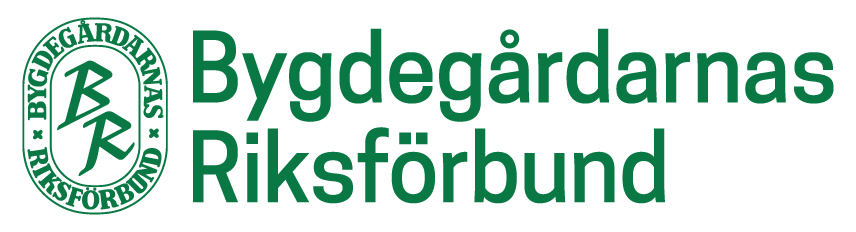 BYGDEGÅRDARNAS
BR
RIKSFÖRBUND
Bygdegårdarnas
Riksförbund